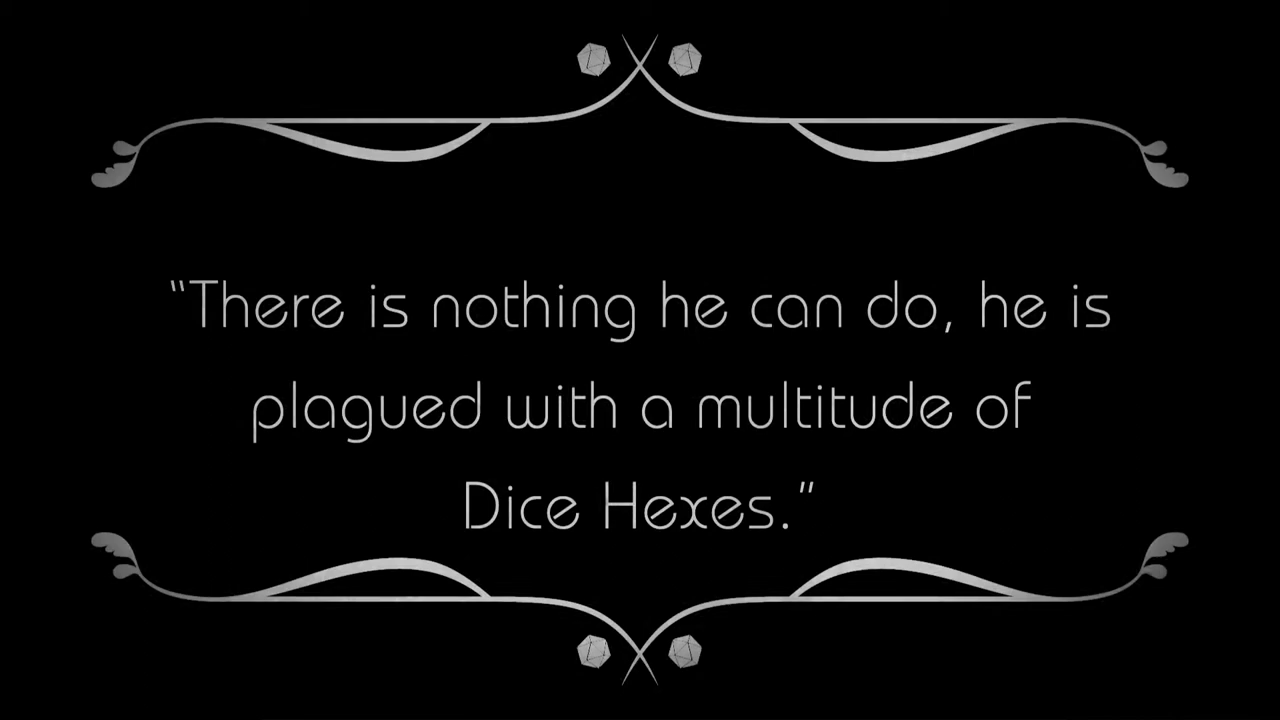 “There is nothing he can do, he is
plagued with a multitude of
Dice Hexes.”